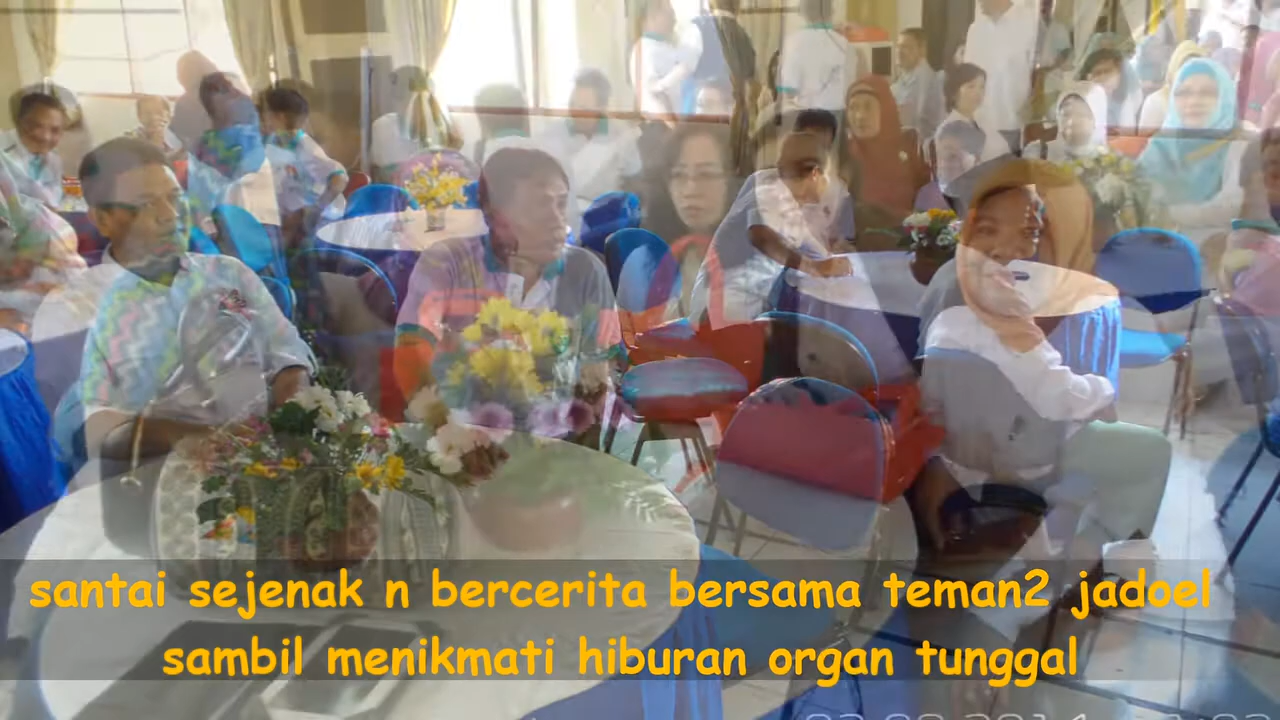 santai sejenak n bercerita bersama teman2 jadoel
sambil menikmati hiburan organ tunggal